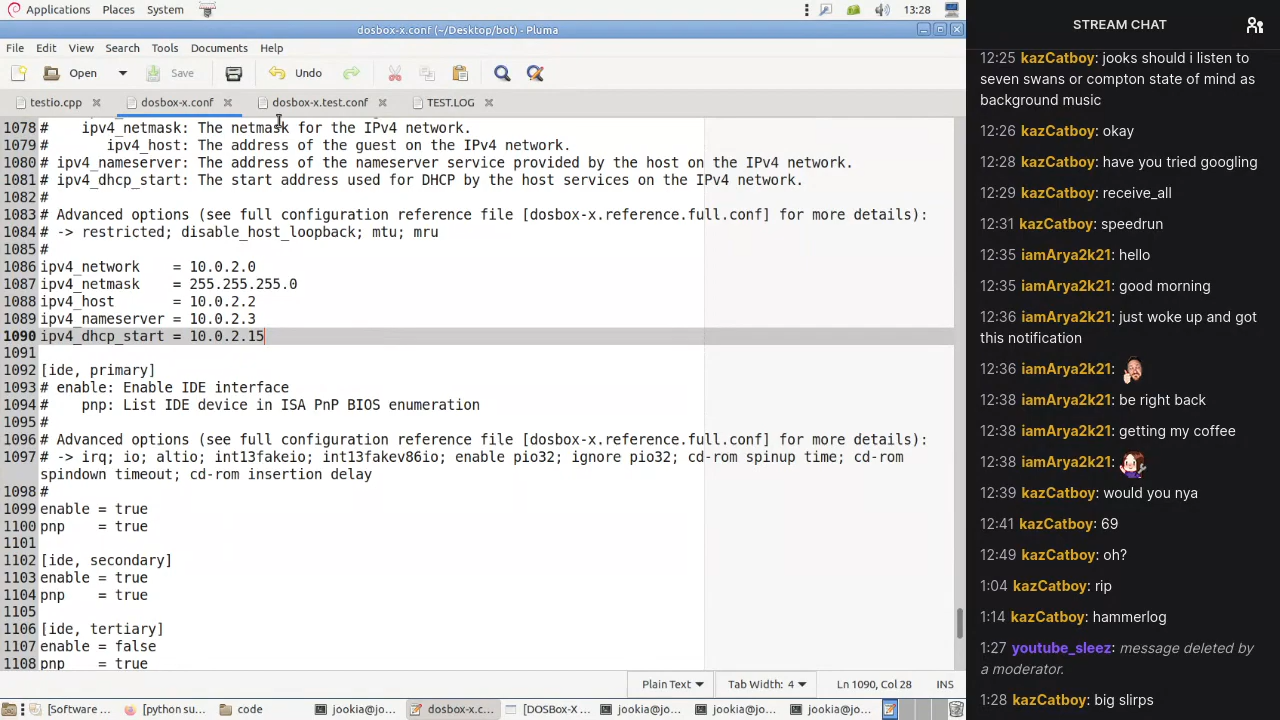 Applications Places System 13:28
dosbox-x.conf (~/Desktop/bot) - Pluma
File Edit View Search Tools Documents Help
Open Save Undo
testio.cpp dosbox-x.conf dosbox-x.test.conf TEST.LOG
1078 #    ipv4_netmask: The netmask for the IPv4 network.
1079 #       ipv4_host: The address of the guest on the IPv4 network.
1080 # ipv4_nameserver: The address of the nameserver service provided by the host on the IPv4 network.
1081 # ipv4_dhcp_start: The start address used for DHCP by the host services on the IPv4 network.
1082 #
1083 # Advanced options (see full configuration reference file [dosbox-x.reference.full.conf] for more details):
1084 # -> restricted; disable_host_loopback; mtu; mru
1085 #
1086 ipv4_network    = 10.0.2.0
1087 ipv4_netmask    = 255.255.255.0
1088 ipv4_host       = 10.0.2.2
1089 ipv4_nameserver = 10.0.2.3
1090 ipv4_dhcp_start = 10.0.2.15
1091
1092 [ide, primary]
1093 # enable: Enable IDE interface
1094 #    pnp: List IDE device in ISA PnP BIOS enumeration
1095 #
1096 # Advanced options (see full configuration reference file [dosbox-x.reference.full.conf] for more details):
1097 # -> irq; io; altio; int13fakeio; int13fakev86io; enable pio32; ignore pio32; cd-rom spinup time; cd-rom
spindown timeout; cd-rom insertion delay
1098 #
1099 enable = true
1100 pnp    = true
1101
1102 [ide, secondary]
1103 enable = true
1104 pnp    = true
1105
1106 [ide, tertiary]
1107 enable = false
1108 pnp    = true
Plain Text Tab Width: 4 Ln 1090, Col 28 INS
[Software ... [python su... code jookia@jo... dosbox-x.c... [DOSBox-X ... jookia@jo... jookia@jo... jookia@jo...
STREAM CHAT
12:25 kazCatboy: jooks should i listen to
seven swans or compton state of mind as
background music
12:26 kazCatboy: okay
12:28 kazCatboy: have you tried googling
12:29 kazCatboy: receive_all
12:31 kazCatboy: speedrun
12:35 iamArya2k21: hello
12:35 iamArya2k21: good morning
12:36 iamArya2k21: just woke up and got
this notification
12:36 iamArya2k21:
12:38 iamArya2k21: be right back
12:38 iamArya2k21: getting my coffee
12:38 iamArya2k21:
12:39 kazCatboy: would you nya
12:41 kazCatboy: 69
12:49 kazCatboy: oh?
1:04 kazCatboy: rip
1:14 kazCatboy: hammerlog
1:27 youtube_sleez: message deleted by
a moderator.
1:28 kazCatboy: big slirps